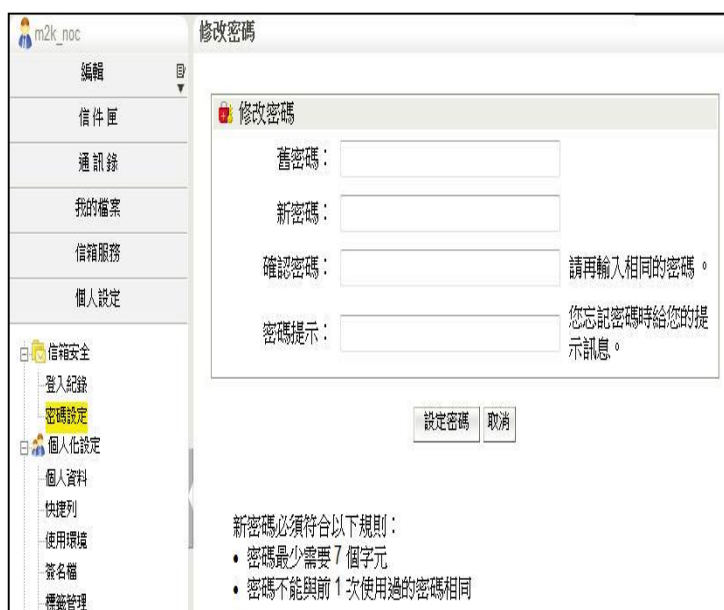 m2k_noc
編輯
信件匣
通訊錄
我的檔案
信箱服務
個人設定
信箱安全
登入紀錄
密碼設定
個人化設定
個人資料
快捷列
使用環境
簽名檔
標籤管理
修改密碼
修改密碼
舊密碼：
新密碼：
確認密碼：
請再輸入相同的密碼。
密碼提示：
您忘記密碼時給您的提
示訊息。
設定密碼 取消
新密碼必須符合以下規則：
• 密碼最少需要 7 個字元
• 密碼不能與前 1 次使用過的密碼相同